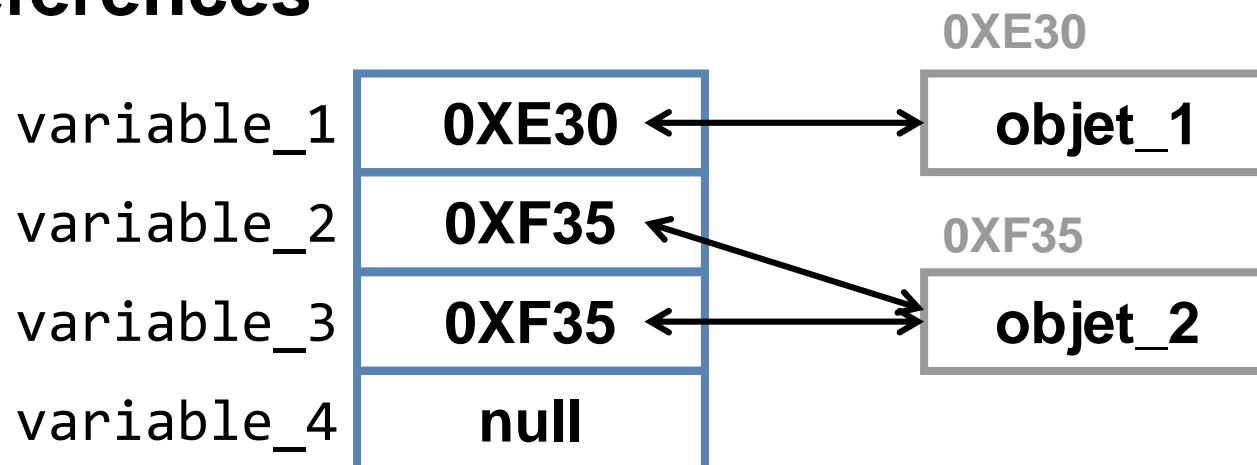 0XE30
variable_1 0XE30 objet_1
variable_2 0XF35 0XF35
variable_3 0XF35 objet_2
variable_4 null